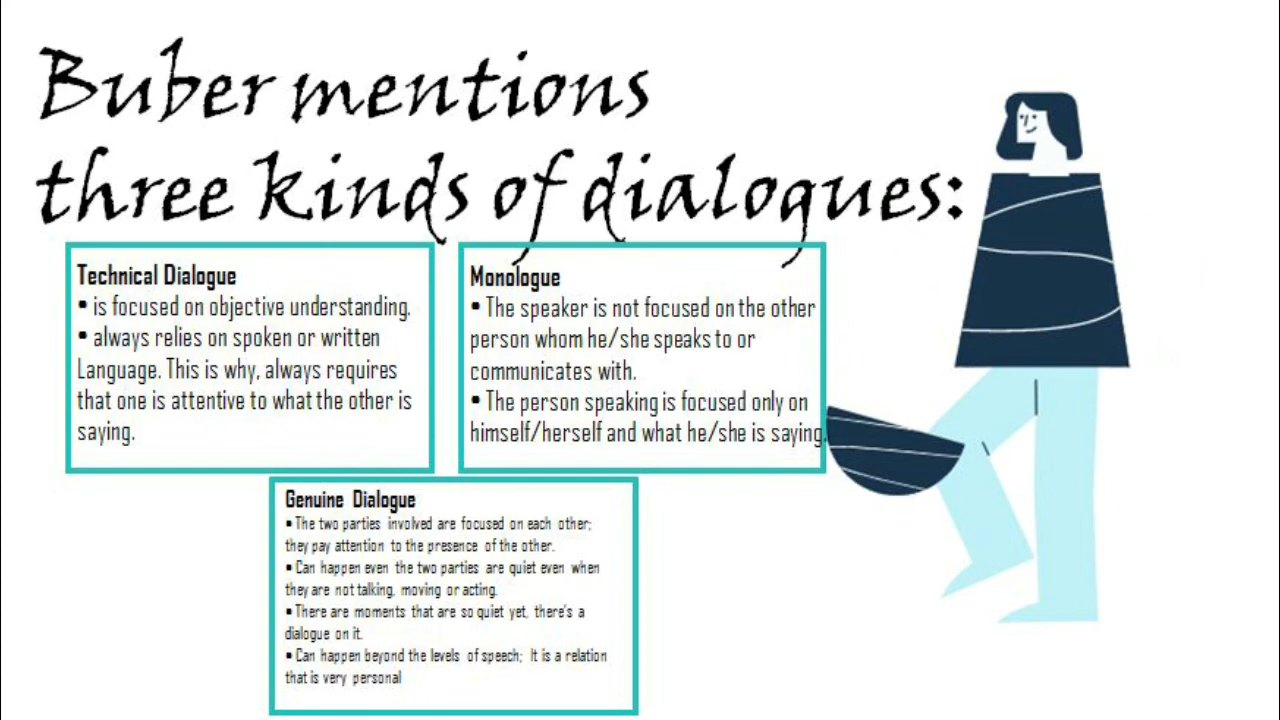 Buber mentions
three kinds of dialogues:
Technical Dialogue
• is focused on objective understanding.
• always relies on spoken or written
Language. This is why, always requires
that one is attentive to what the other is
saying.
Monologue
• The speaker is not focused on the other
person whom he/she speaks to or
communicates with.
• The person speaking is focused only on
himself/herself and what he/she is saying.
Genuine Dialogue
• The two parties involved are focused on each other;
they pay attention to the presence of the other.
• Can happen even the two parties are quiet even when
they are not talking, moving or acting.
• There are moments that are so quiet yet, there's a
dialogue on it.
• Can happen beyond the levels of speech; It is a relation
that is very personal